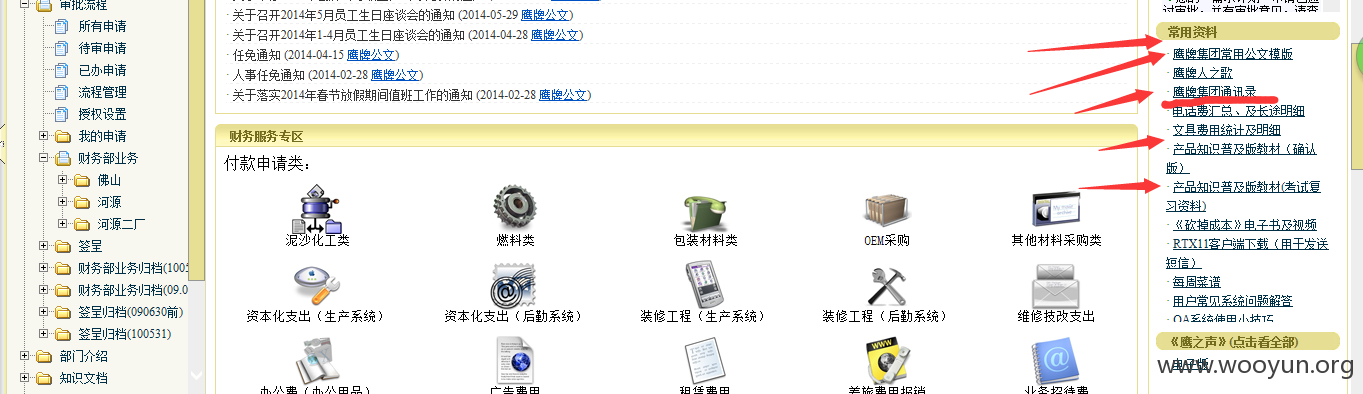 审批流程
所有申请
待审申请
已办申请
流程管理
授权设置
我的申请
财务部业务
佛山
河源
河源二厂
签呈
财务部业务归档(1005
财务部业务归档(09.0
签呈归档(090630前)
签呈归档(100531)
部门介绍
知识文档
· 关于召开2014年5月员工生日座谈会的通知 (2014-05-29 鹰牌公文)
· 关于召开2014年1-4月员工生日座谈会的通知 (2014-04-28 鹰牌公文)
· 任免通知 (2014-04-15 鹰牌公文)
· 人事任免通知 (2014-02-28 鹰牌公文)
· 关于落实2014年春节放假期间值班工作的通知 (2014-02-28 鹰牌公文)
财务服务专区
付款申请类:
泥沙化工类
燃料类
包装材料类
OEM采购
其他材料采购类
资本化支出（生产系统）
资本化支出（后勤系统）
装修工程（生产系统）
装修工程（后勤系统）
维修技改支出
办公费（办公用品）
广告费用
租赁费用
差旅费用报销
业务招待费
常用资料
· 鹰牌集团常用公文模版
· 鹰牌人之歌
· 鹰牌集团通讯录
· 电话费汇总、及长途明细
· 文具费用统计及明细
· 产品知识普及版教材（确认
版）
· 产品知识普及版教材(考试复
习资料)
· 《砍掉成本》电子书及视频
· RTX11客户端下载（用于发送
短信）
· 每周菜谱
· 用户常见系统问题解答
· OA系统使用小技巧
《鹰之声》(点击看全部)
www.wooyun.org